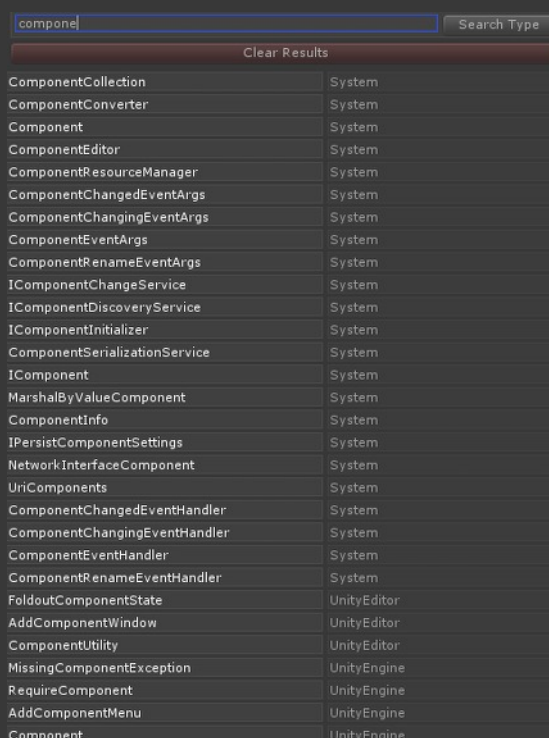 compone Search Type
Clear Results
ComponentCollection System
ComponentConverter System
Component System
ComponentEditor System
ComponentResourceManager System
ComponentChangedEventArgs System
ComponentChangingEventArgs System
ComponentEventArgs System
ComponentRenameEventArgs System
IComponentChangeService System
IComponentDiscoveryService System
IComponentInitializer System
ComponentSerializationService System
IComponent System
MarshalByValueComponent System
ComponentInfo System
IPersistComponentSettings System
NetworkInterfaceComponent System
UriComponents System
ComponentChangedEventHandler System
ComponentChangingEventHandler System
ComponentEventHandler System
ComponentRenameEventHandler System
FoldoutComponentState UnityEditor
AddComponentWindow UnityEditor
ComponentUtility UnityEditor
MissingComponentException UnityEngine
RequireComponent UnityEngine
AddComponentMenu UnityEngine
Component UnityEngine